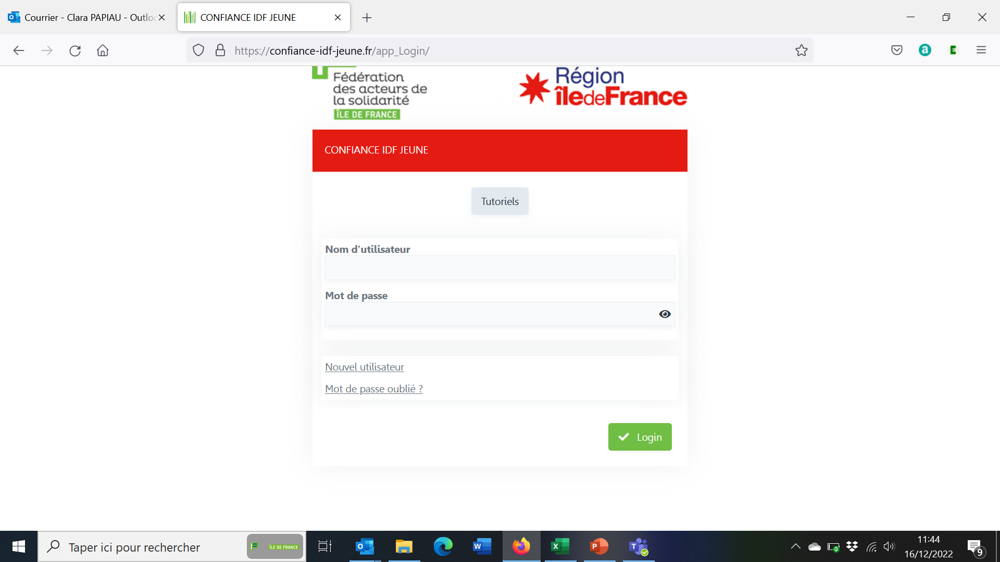 Courrier - Clara PAPIAU - Outlo
CONFIANCE IDF JEUNE
https://confiance-idf-jeune.fr/app_Login/
Fédération
des acteurs de
la solidarité
ÎLE DE FRANCE
Région
îledeFrance
CONFIANCE IDF JEUNE
Tutoriels
Nom d'utilisateur
Mot de passe
Nouvel utilisateur
Mot de passe oublié ?
Login
Taper ici pour rechercher
ÎLE DE FRANCE
11:44
16/12/2022
9